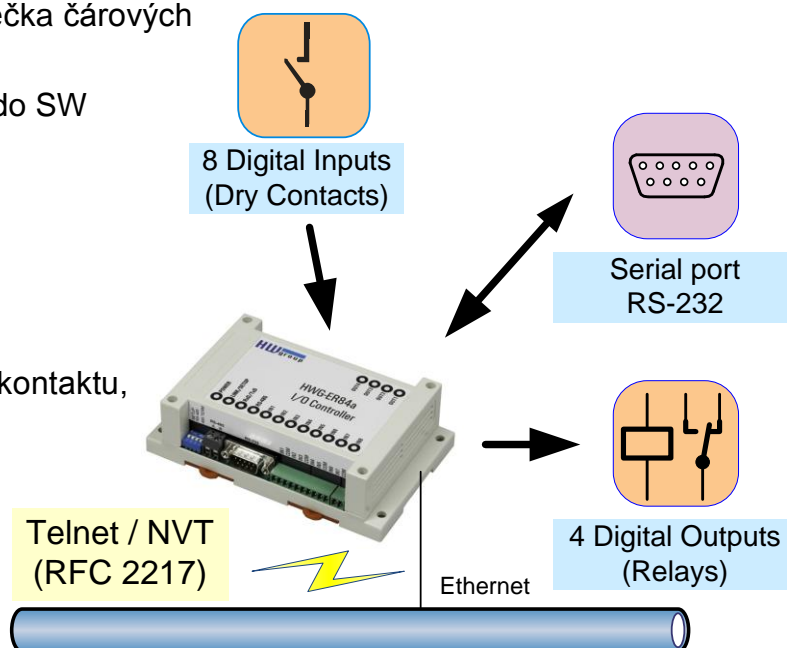 ečka čárových
do SW
8 Digital Inputs
(Dry Contacts)
Serial port
RS-232
kontaktu,
HW group
HWG-ER84a
I/O Controller
Telnet / NVT
(RFC 2217)
4 Digital Outputs
(Relays)
Ethernet